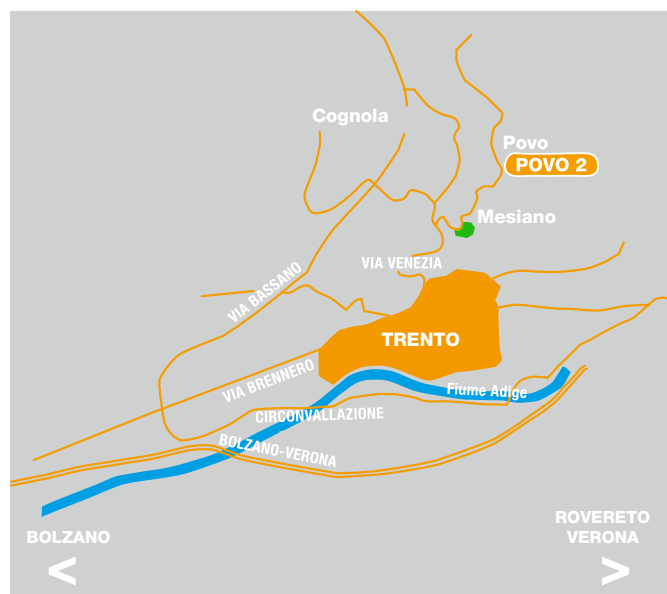 Cognola
Povo
POVO 2
Mesiano
VIA VENEZIA
VIA BASSANO
TRENTO
VIA BRENNERO
Fiume Adige
CIRCONVALLAZIONE
BOLZANO-VERONA
BOLZANO
<
ROVERETO
VERONA
>